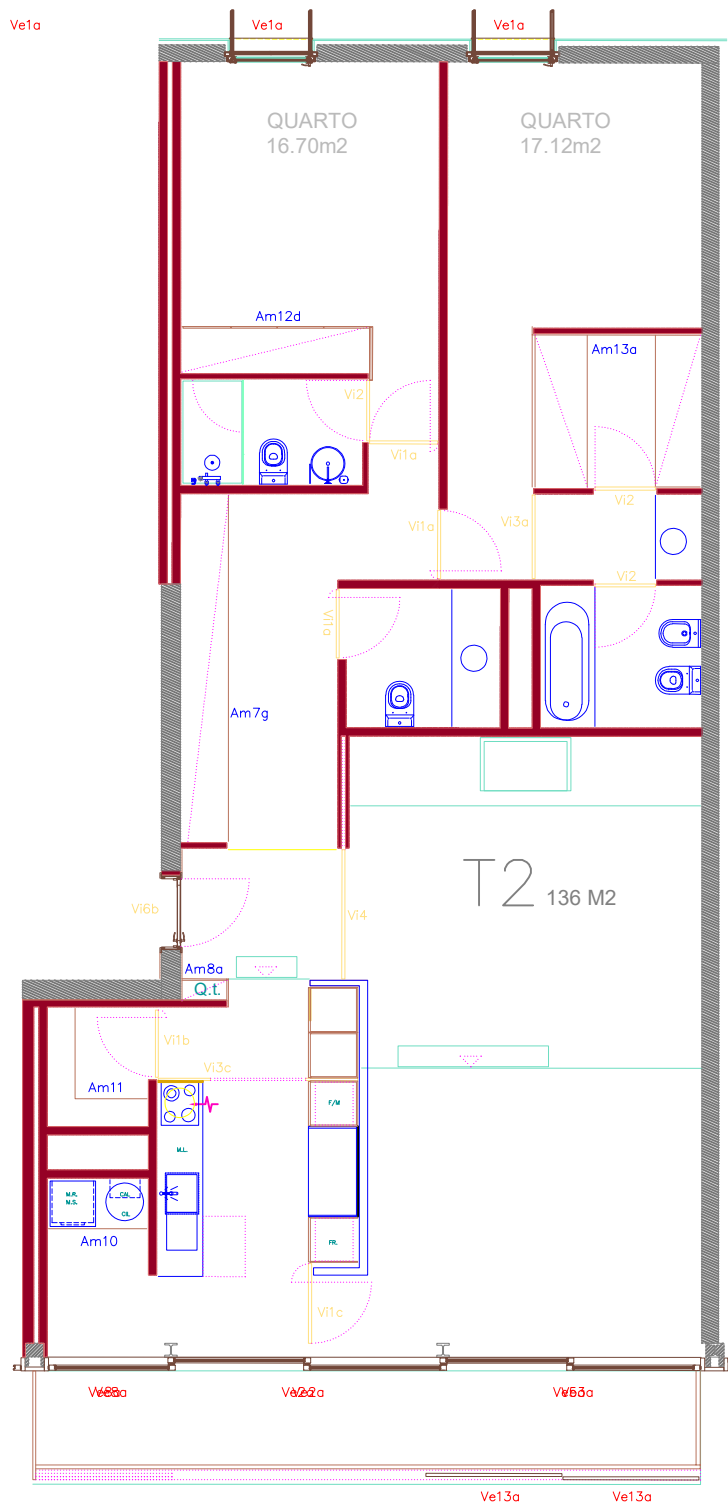 Ve1a
Ve1a
Ve1a
QUARTO
16.70m2
QUARTO
17.12m2
Am12d
Am13a
Vi2
Vi1a
Vi2
Vi1a
Vi3a
Vi2
Vi1a
Am7g
T2 136 M2
Vi6b
Vi4
Am8a
Q.t.
Vi1b
Vi3c
Am11
F/M
M.L.
M.R.
M.S.
CAL.
CIL
Am10
FR.
Vi1c
Ve13a
Ve13a